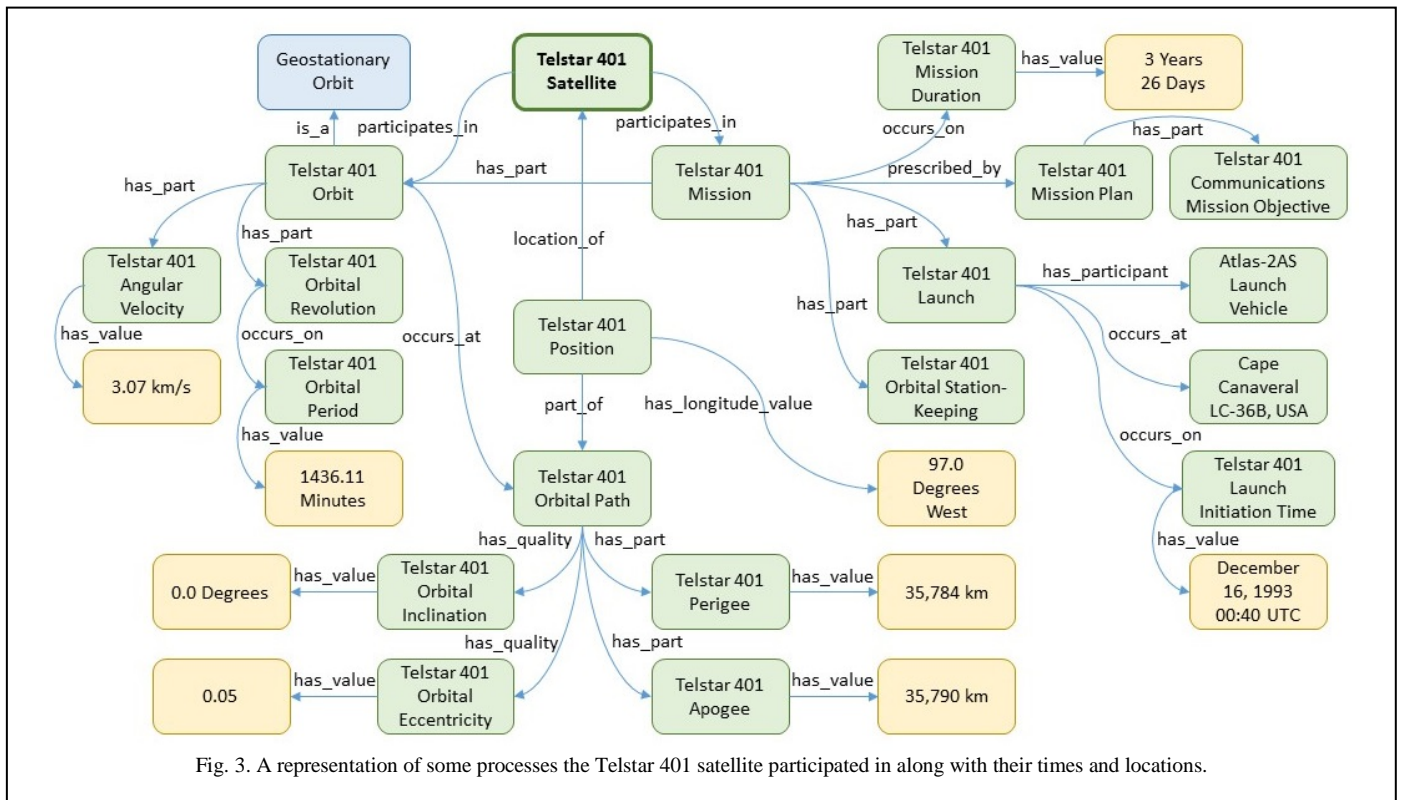 Geostationary
Orbit
Telstar 401
Satellite
Telstar 401
Mission
Duration
has_value
3 Years
26 Days
is_a
participates_in
participates_in
occurs_on
has_part
Telstar 401
Orbit
has_part
Telstar 401
Mission
prescribed_by
Telstar 401
Mission Plan
Telstar 401
Communications
Mission Objective
has_part
has_part
has_part
location_of
Telstar 401
Angular
Velocity
Telstar 401
Orbital
Revolution
Telstar 401
Launch
has_participant
Atlas-2AS
Launch
Vehicle
has_value
occurs_on
occurs_at
Telstar 401
Position
has_part
occurs_at
3.07 km/s
Telstar 401
Orbital
Period
part_of
has_longitude_value
Telstar 401
Orbital Station-
Keeping
Cape
Canaveral
LC-36B, USA
has_value
occurs_on
1436.11
Minutes
Telstar 401
Orbital Path
97.0
Degrees
West
Telstar 401
Launch
Initiation Time
has_quality
has_part
has_value
0.0 Degrees
has_value
Telstar 401
Orbital
Inclination
Telstar 401
Perigee
has_value
35,784 km
December
16, 1993
00:40 UTC
has_quality
has_part
0.05
has_value
Telstar 401
Orbital
Eccentricity
Telstar 401
Apogee
has_value
35,790 km
Fig. 3. A representation of some processes the Telstar 401 satellite participated in along with their times and locations.